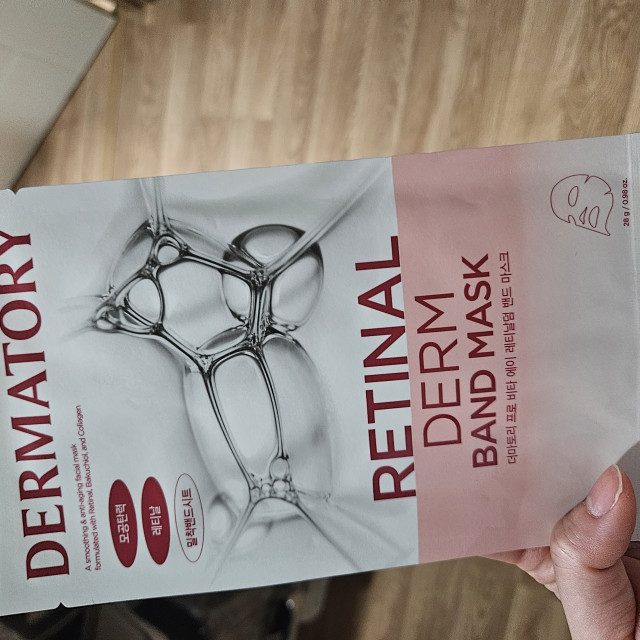 DERMATORY
A smoothing & anti-aging facial mask
formulated with Retinal, Bakuchiol, and Collagen
모공탄력
레티날
밀착밴드시트
RETINAL
DERM
BAND MASK
더마토리 프로 비타 에이 레티날덤 밴드 마스크
28 g / 0.98 oz.